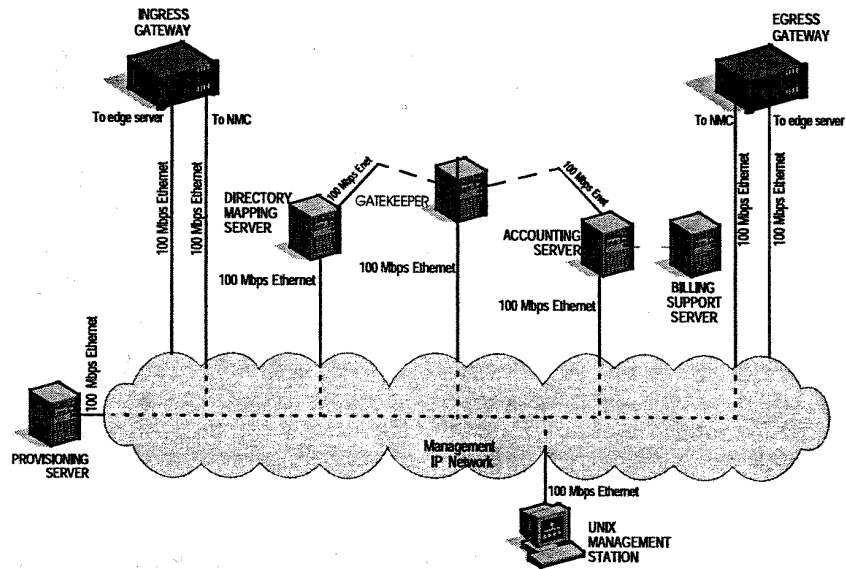 INGRESS
GATEWAY
EGRESS
GATEWAY
To edge server
To NMC
To NMC
To edge server
100 Mbps Ethernet
100 Mbps Ethernet
100 Mbps Enet
100 Mbps Enet
100 Mbps Ethernet
100 Mbps Ethernet
DIRECTORY
MAPPING
SERVER
GATEKEEPER
ACCOUNTING
SERVER
BILLING
SUPPORT
SERVER
100 Mbps Ethernet
100 Mbps Ethernet
100 Mbps Ethernet
100 Mbps Ethernet
PROVISIONING
SERVER
Management
IP Network
100 Mbps Ethernet
UNIX
MANAGEMENT
STATION